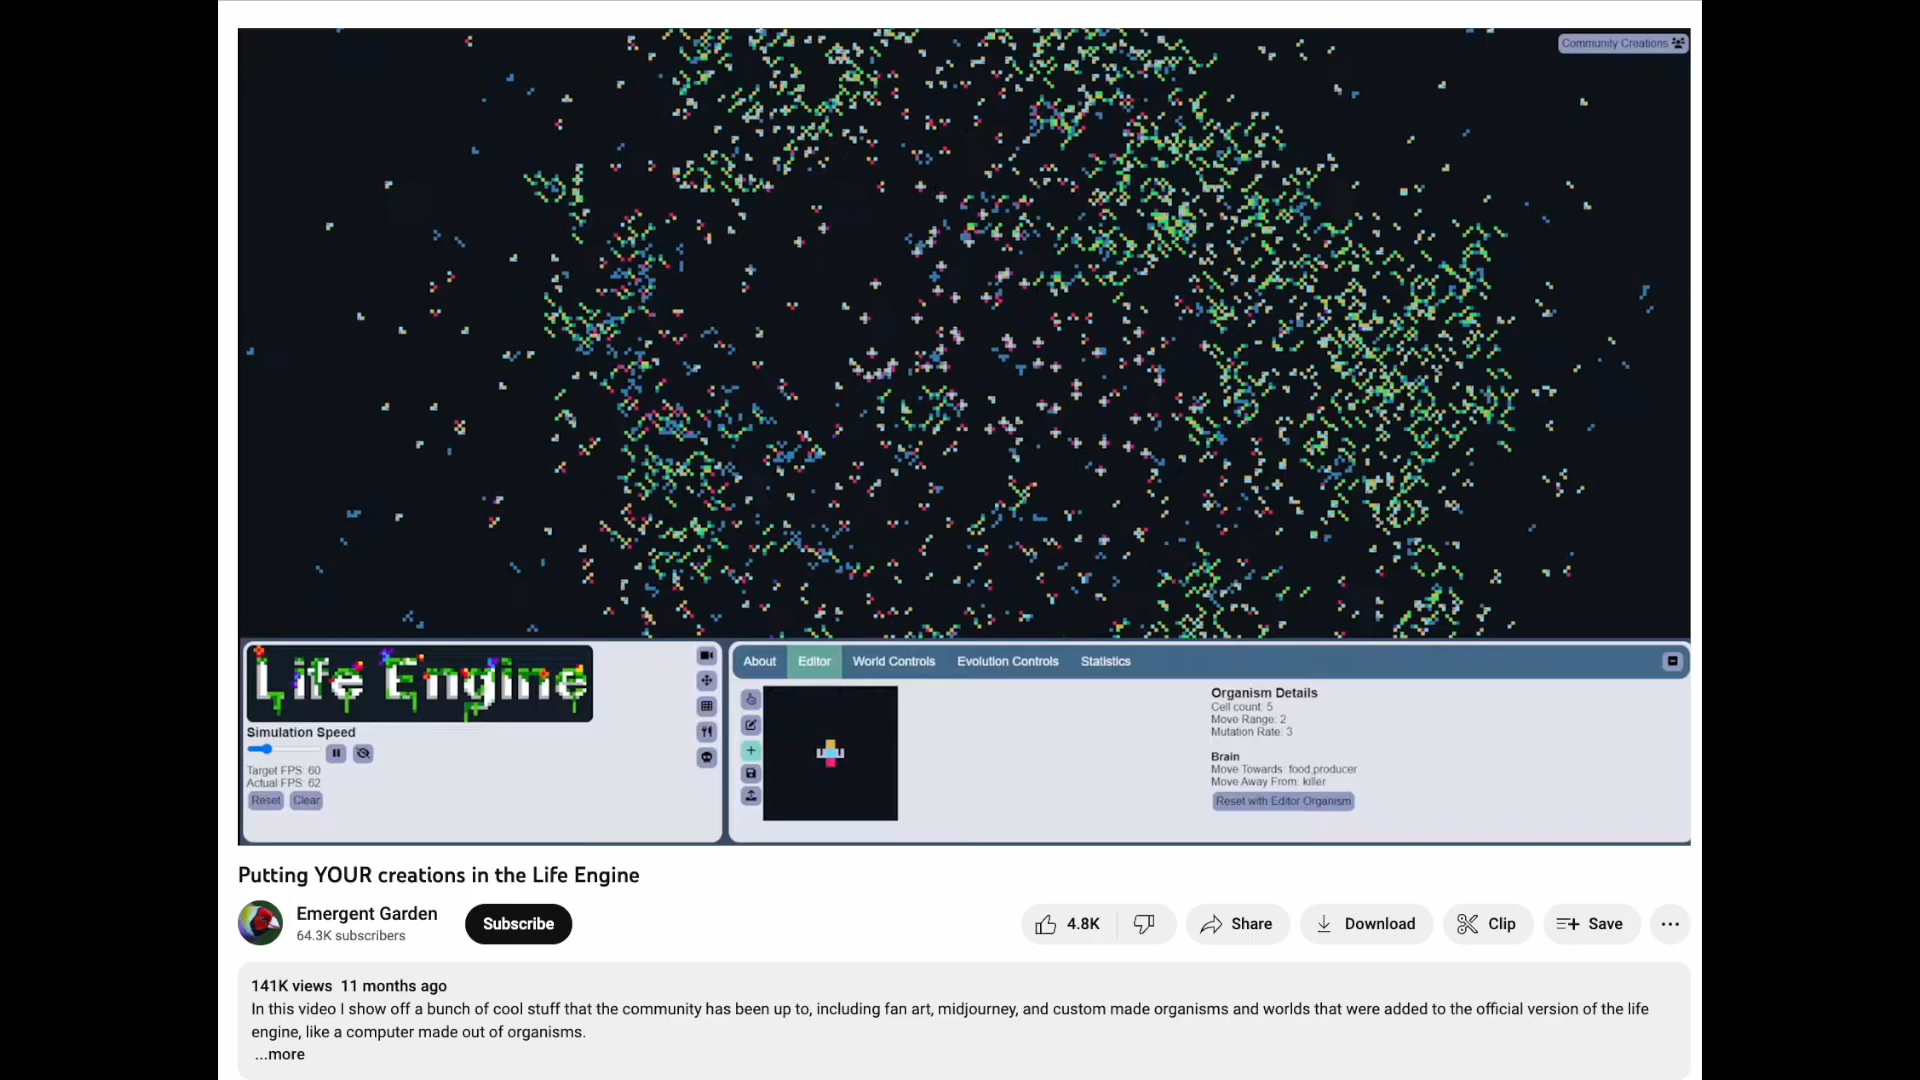 Community Creations
Life Engine
Simulation Speed
Target FPS: 60
Actual FPS: 62
Reset Clear
About Editor World Controls Evolution Controls Statistics
Organism Details
Cell count: 5
Move Range: 2
Mutation Rate: 3
Brain
Move Towards: food,producer
Move Away From: killer
Reset with Editor Organism
Putting YOUR creations in the Life Engine
Emergent Garden
64.3K subscribers
Subscribe
4.8K
Share
Download
Clip
Save
141K views 11 months ago
In this video I show off a bunch of cool stuff that the community has been up to, including fan art, midjourney, and custom made organisms and worlds that were added to the official version of the life
engine, like a computer made out of organisms.
...more